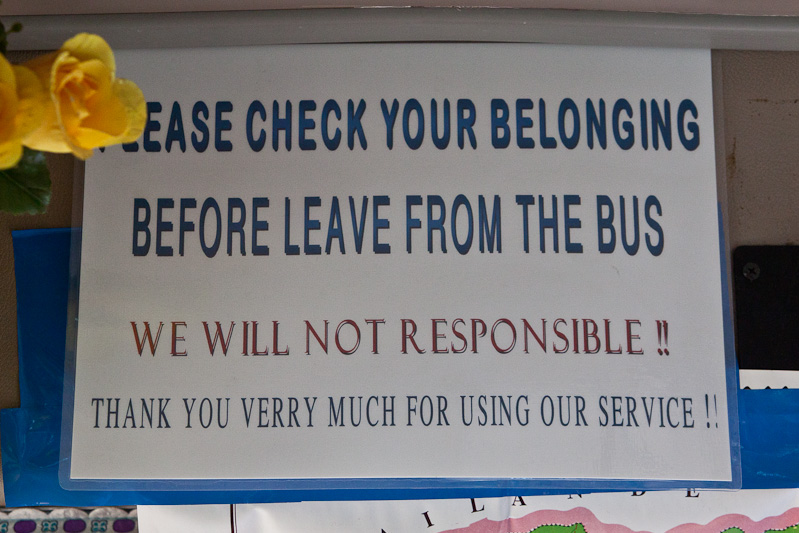 PLEASE CHECK YOUR BELONGING
BEFORE LEAVE FROM THE BUS
WE WILL NOT RESPONSIBLE !!
THANK YOU VERRY MUCH FOR USING OUR SERVICE !!